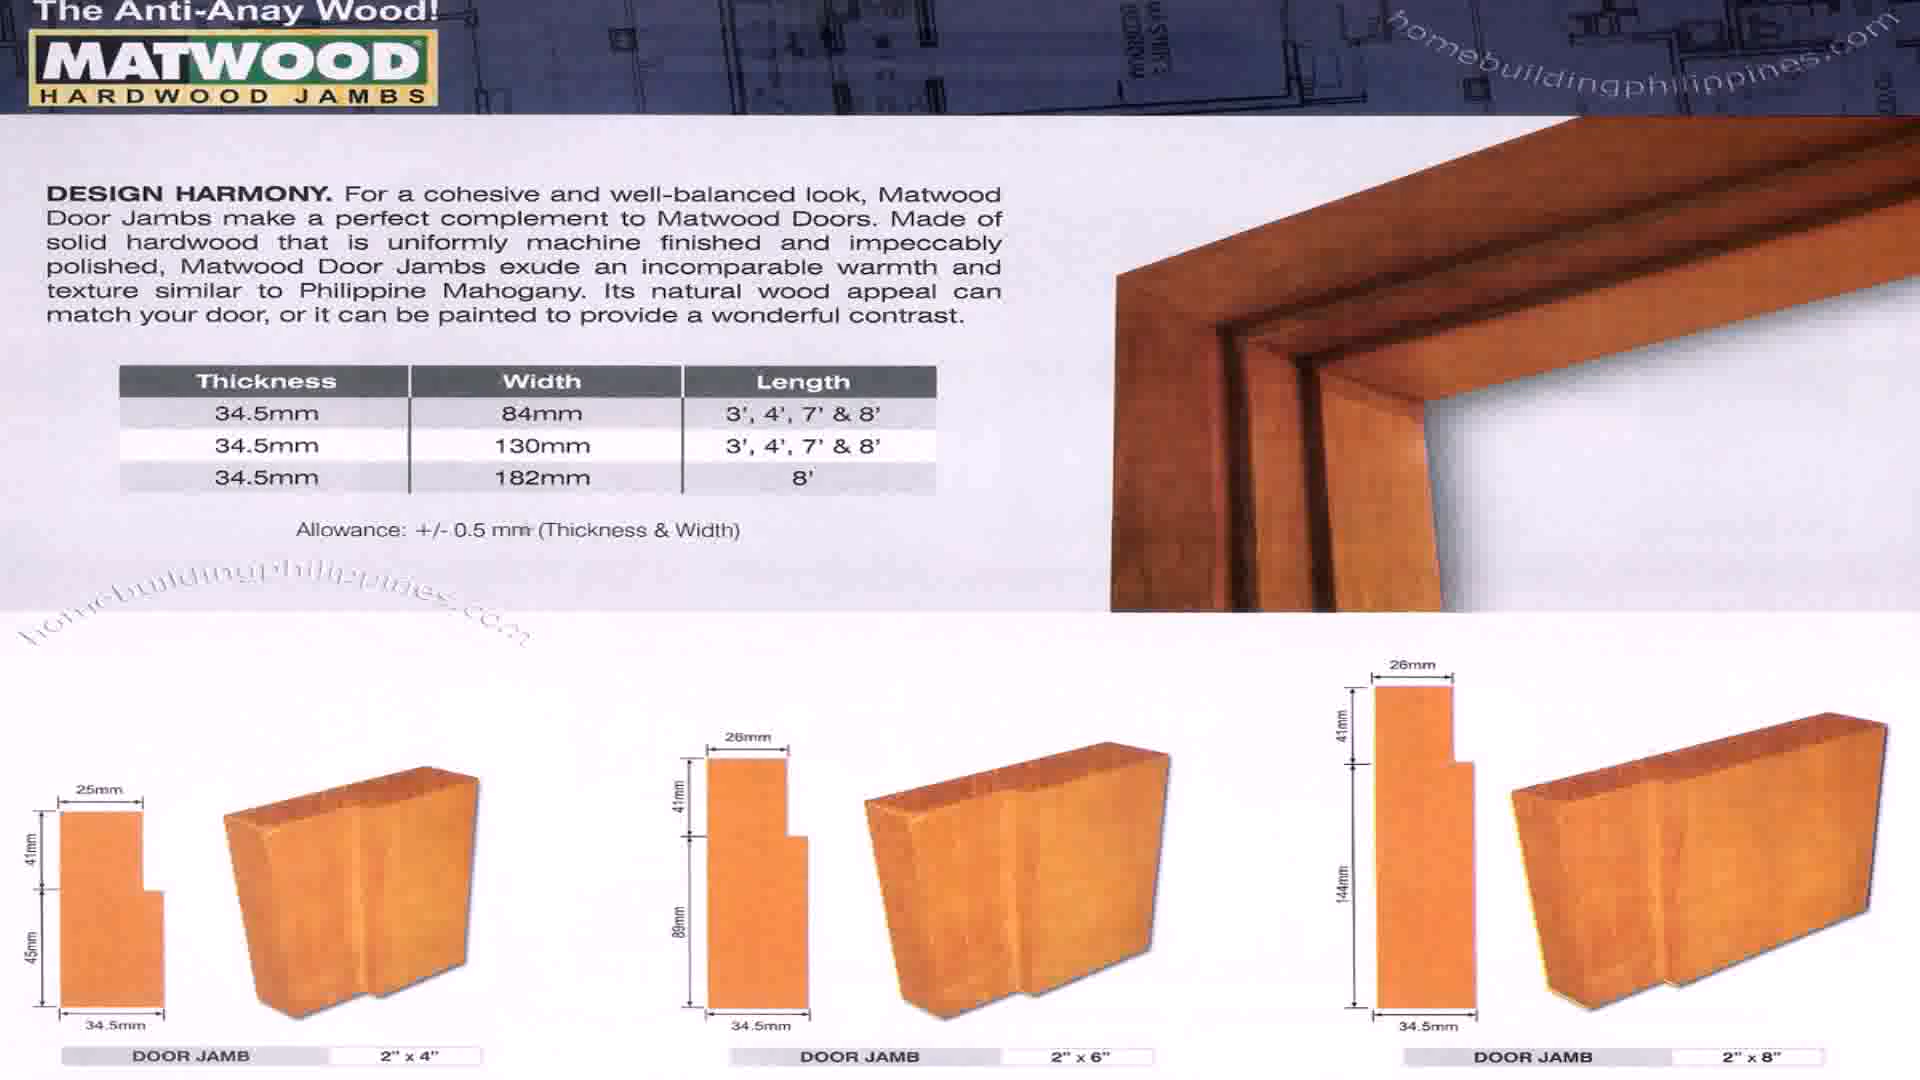 The Anti-Anay Wood!
MATWOOD
HARDWOOD JAMBS
homebuildingphilippines.com
DESIGN HARMONY. For a cohesive and well-balanced look, Matwood
Door Jambs make a perfect complement to Matwood Doors. Made of
solid hardwood that is uniformly machine finished and impeccably
polished, Matwood Door Jambs exude an incomparable warmth and
texture similar to Philippine Mahogany. Its natural wood appeal can
match your door, or it can be painted to provide a wonderful contrast.
Thickness Width Length
34.5mm 84mm 3', 4', 7' & 8'
34.5mm 130mm 3', 4', 7' & 8'
34.5mm 182mm 8'
Allowance: +/- 0.5 mm (Thickness & Width)
homebuildingphilippines.com
25mm
41mm
45mm
34.5mm
DOOR JAMB 2" x 4"
26mm
41mm
89mm
34.5mm
DOOR JAMB 2" x 6"
26mm
41mm
144mm
34.5mm
DOOR JAMB 2" x 8"